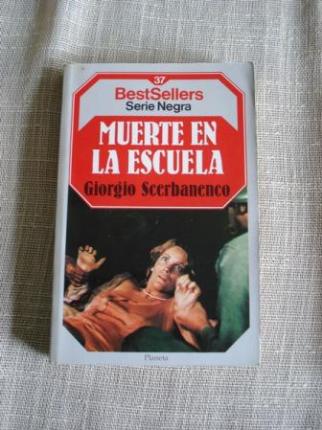 37
BestSellers
Serie Negra
MUERTE EN
LA ESCUELA
Giorgio Scerbanenco
Planeta